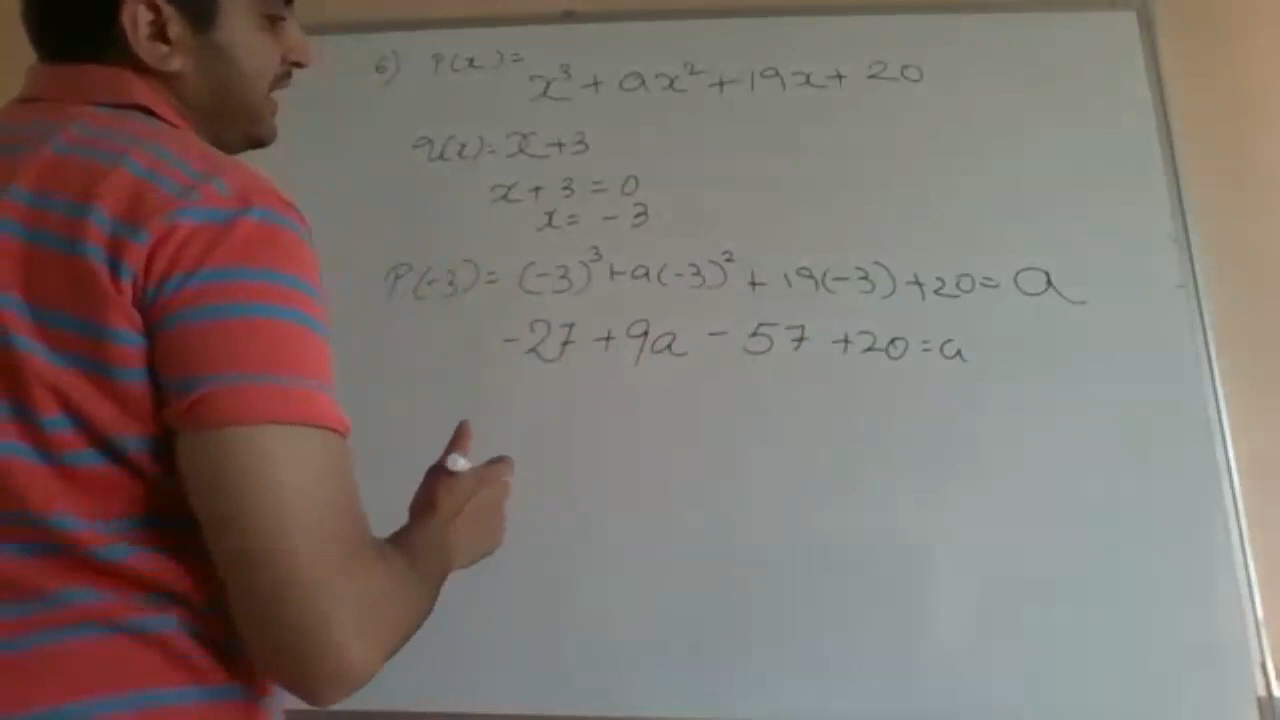 6) P(x)= x³ + ax² + 19x + 20
q(x)= x+3
x + 3 = 0
x = - 3
P(-3) = (-3)³ + a(-3)² + 19(-3) + 20 = a
-27 + 9a - 57 + 20 = a